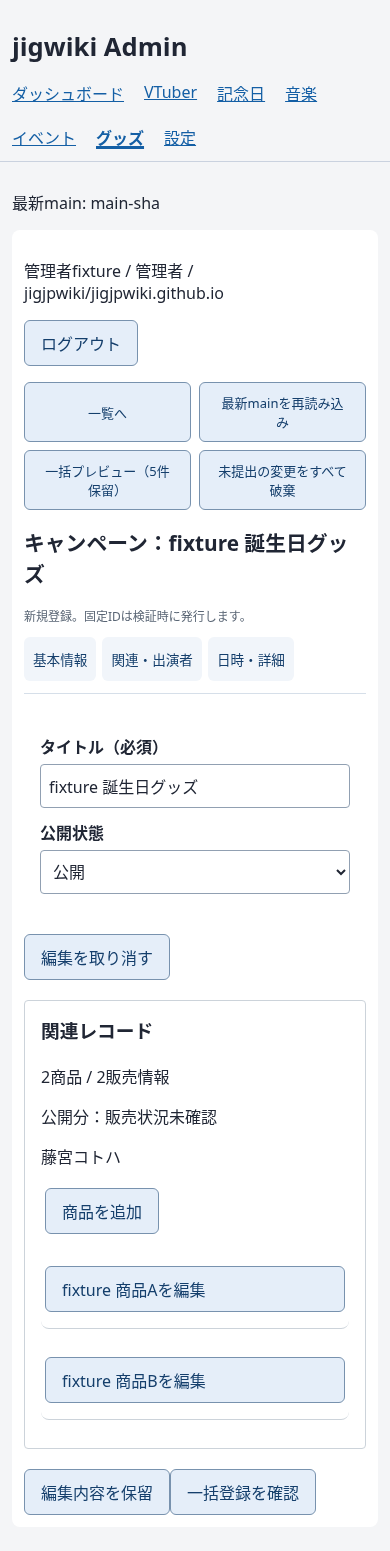 jigwiki Admin
ダッシュボード VTuber 記念日 音楽
イベント グッズ 設定
最新main: main-sha
管理者fixture / 管理者 /
jigjpwiki/jigjpwiki.github.io
ログアウト
一覧へ
最新mainを再読み込
み
一括プレビュー（5件
保留）
未提出の変更をすべて
破棄
キャンペーン：fixture 誕生日グッ
ズ
新規登録。固定IDは検証時に発行します。
基本情報 関連・出演者 日時・詳細
タイトル（必須）
fixture 誕生日グッズ
公開状態
公開
編集を取り消す
関連レコード
2商品 / 2販売情報
公開分：販売状況未確認
藤宮コトハ
商品を追加
fixture 商品Aを編集
fixture 商品Bを編集
編集内容を保留 一括登録を確認